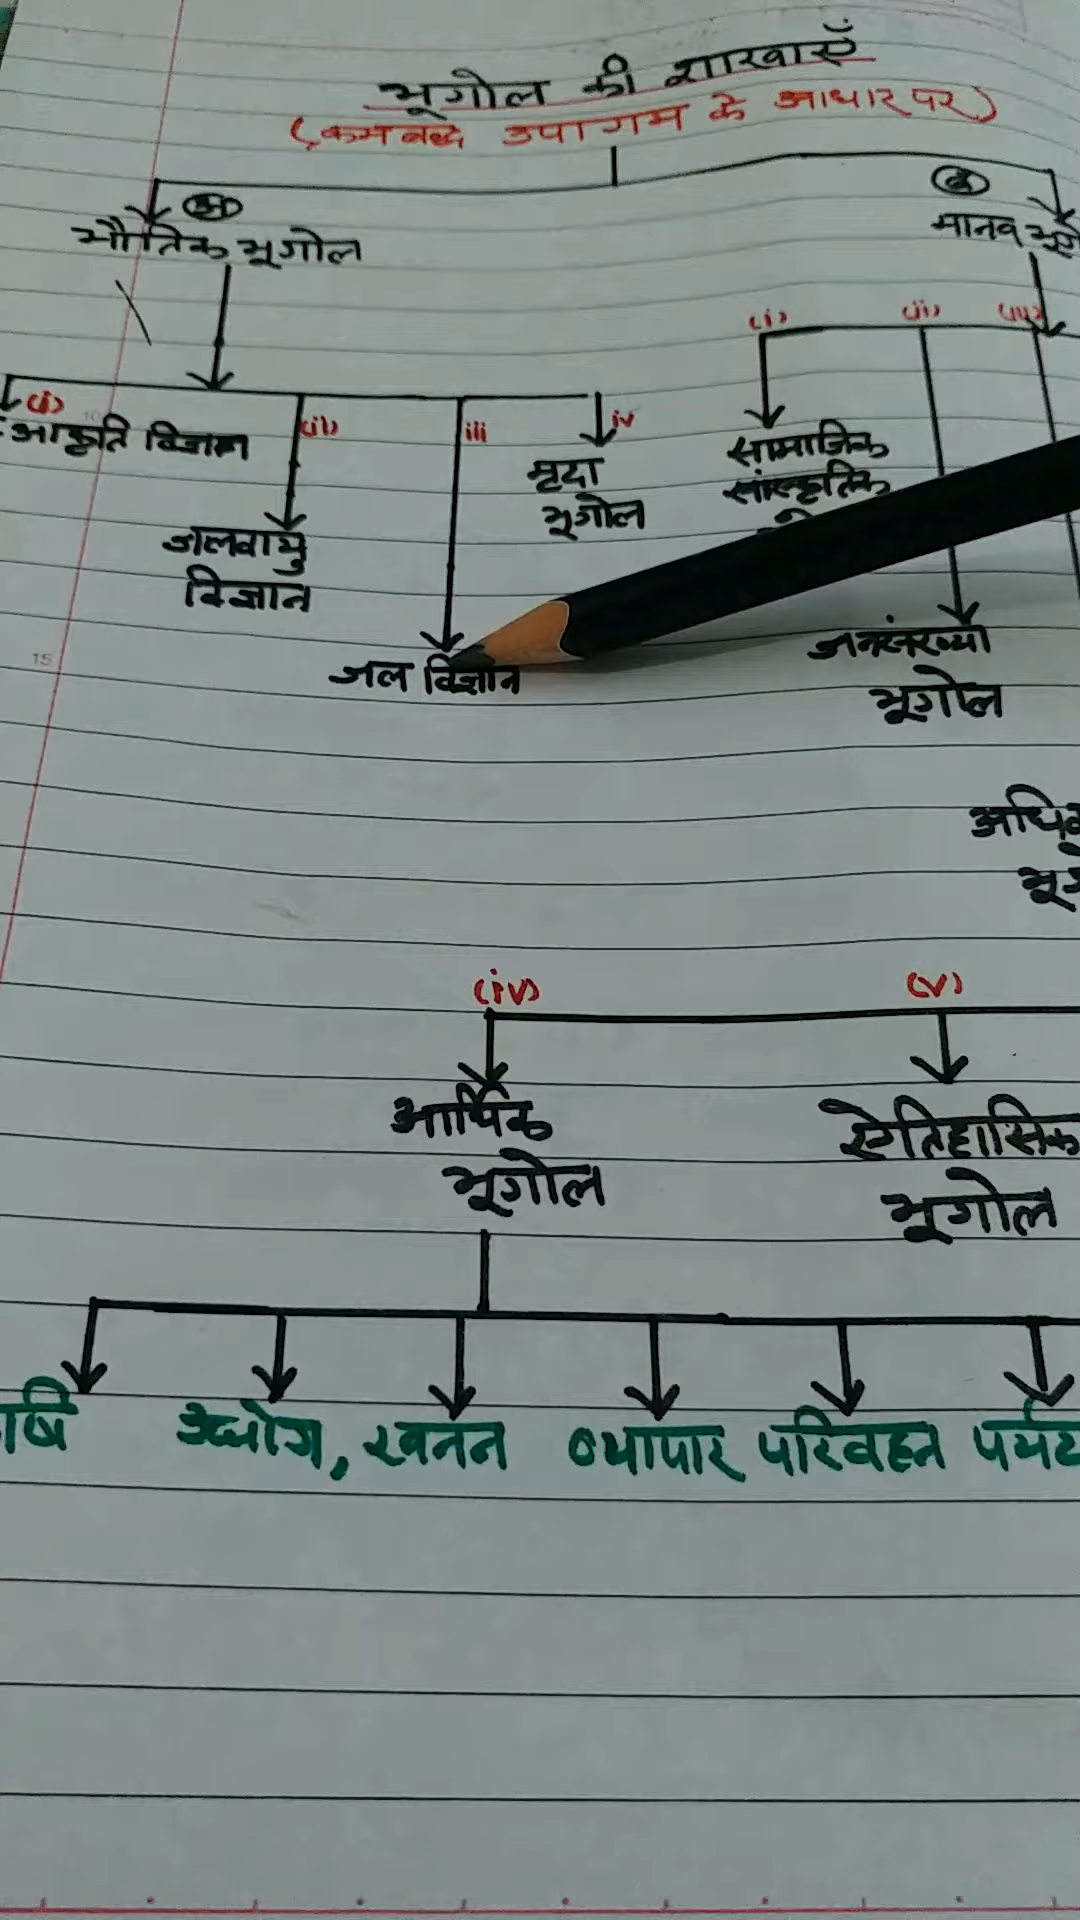 भूगोल की शाखाएँ
(क्रमबद्ध उपागम के आधार पर)
अ
ब
भौतिक भूगोल
मानव
(i)
(ii)
(iii)
(i)
(ii)
iii
iv
आकृति विज्ञान
जलवायु
विज्ञान
जल विज्ञान
मृदा
भूगोल
सामाजिक
सांस्कृतिक
जनसंख्या
भूगोल
15
(iv)
(v)
आर्थिक
भूगोल
ऐतिहासिक
भूगोल
उद्योग, खनन व्यापार परिवहन